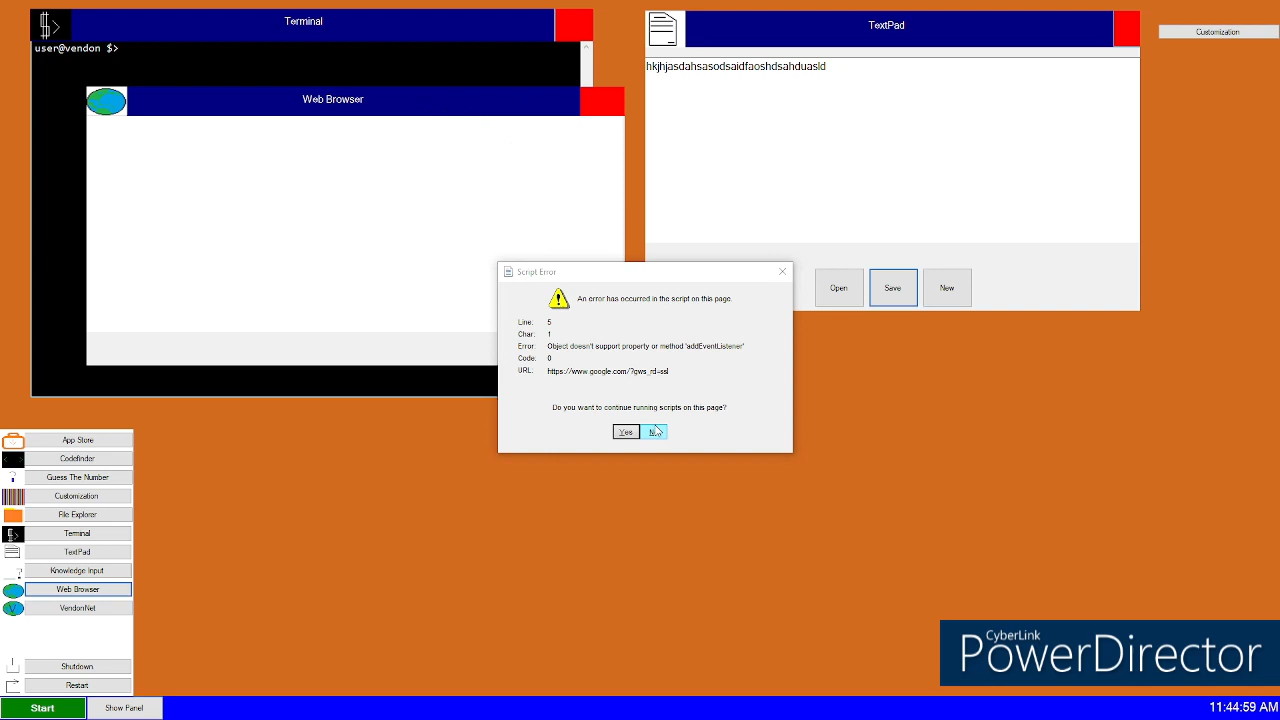 Terminal
user@vendon $>
Web Browser
TextPad
hkjhjasdahsasodsaidfaoshdsahduasld
Open
Save
New
Customization
Script Error
An error has occurred in the script on this page.
Line: 5
Char: 1
Error: Object doesn't support property or method 'addEventListener'
Code: 0
URL: https://www.google.com/?gws_rd=ssl
Do you want to continue running scripts on this page?
Yes
App Store
Codefinder
Guess The Number
Customization
File Explorer
Terminal
TextPad
Knowledge Input
Web Browser
VendonNet
Shutdown
Restart
Start
Show Panel
11:44:59 AM
CyberLink
PowerDirector